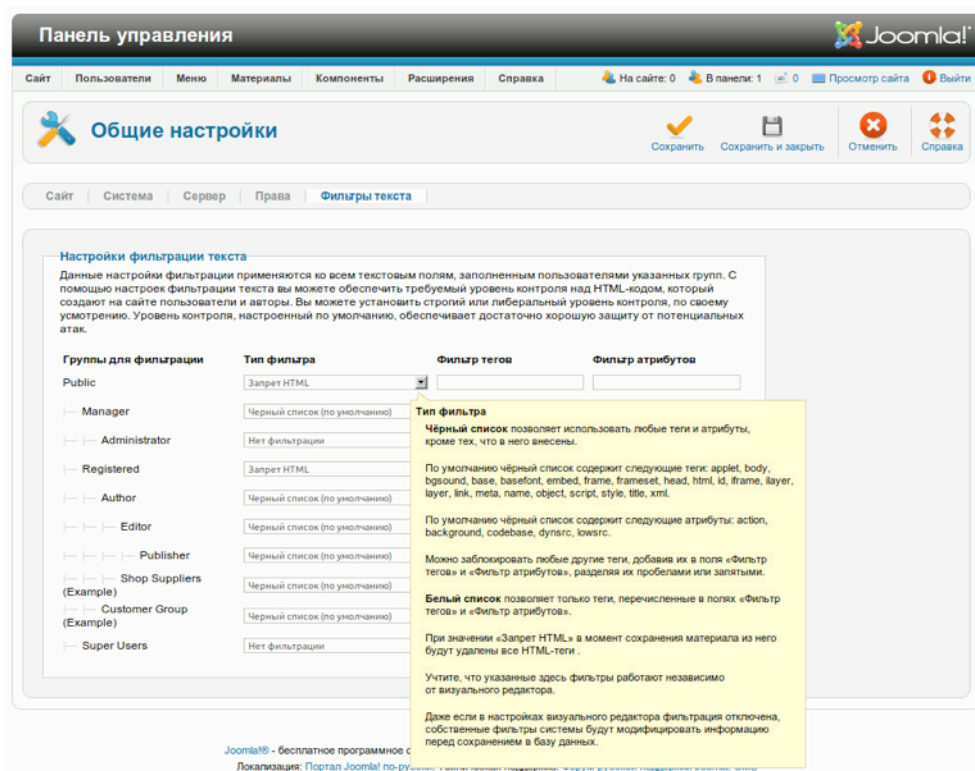 Панель управления
Joomla!
Сайт Пользователи Меню Материалы Компоненты Расширения Справка На сайте: 0 В панели: 1 0 Просмотр сайта Выйти
Общие настройки
Сохранить Сохранить и закрыть Отменить Справка
Сайт Система Сервер Права Фильтры текста
Настройки фильтрации текста
Данные настройки фильтрации применяются ко всем текстовым полям, заполненным пользователями указанных групп. С
помощью настроек фильтрации текста вы можете обеспечить требуемый уровень контроля над HTML-кодом, который
создают на сайте пользователи и авторы. Вы можете установить строгий или либеральный уровень контроля, по своему
усмотрению. Уровень контроля, настроенный по умолчанию, обеспечивает достаточно хорошую защиту от потенциальных
атак.
Группы для фильтрации Тип фильтра Фильтр тегов Фильтр атрибутов
Public Запрет HTML
Manager Черный список (по умолчанию)
Administrator Нет фильтрации
Registered Запрет HTML
Author Черный список (по умолчанию)
Editor Черный список (по умолчанию)
Publisher Черный список (по умолчанию)
Shop Suppliers
(Example) Черный список (по умолчанию)
Customer Group
(Example) Черный список (по умолчанию)
Super Users Нет фильтрации
Тип фильтра
Чёрный список позволяет использовать любые теги и атрибуты,
кроме тех, что в него внесены.
По умолчанию чёрный список содержит следующие теги: applet, body,
bgsound, base, basefont, embed, frame, frameset, head, html, id, iframe, ilayer,
layer, link, meta, name, object, script, style, title, xml.
По умолчанию чёрный список содержит следующие атрибуты: action,
background, codebase, dynsrc, lowsrc.
Можно заблокировать любые другие теги, добавив их в поля «Фильтр
тегов» и «Фильтр атрибутов», разделяя их пробелами или запятыми.
Белый список позволяет только теги, перечисленные в полях «Фильтр
тегов» и «Фильтр атрибутов».
При значении «Запрет HTML» в момент сохранения материала из него
будут удалены все HTML-теги .
Учтите, что указанные здесь фильтры работают независимо
от визуального редактора.
Даже если в настройках визуального редактора фильтрация отключена,
собственные фильтры системы будут модифицировать информацию
перед сохранением в базу данных.
Joomla!® - бесплатное программное
Локализация: Портал Joomla! по-русски.